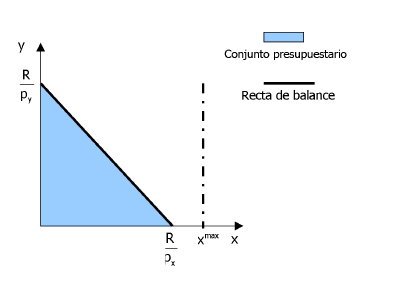 y
R
p_y
Conjunto presupuestario
Recta de balance
R
p_x
x^max
x